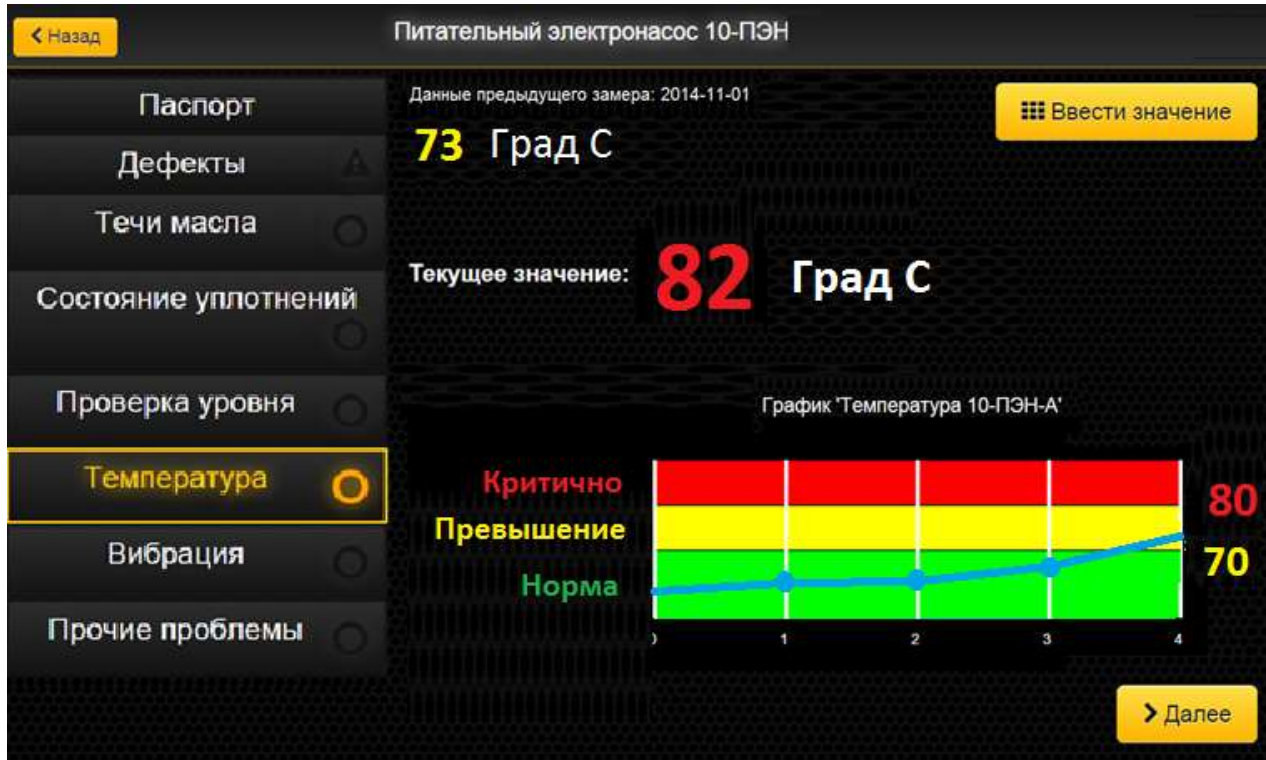 Назад
Питательный электронасос 10-ПЭН
Паспорт
Дефекты
Течи масла
Состояние уплотнений
Проверка уровня
Температура
Вибрация
Прочие проблемы
Данные предыдущего замера: 2014-11-01
73 Град С
Ввести значение
Текущее значение: 82 Град С
График 'Температура 10-ПЭН-А'
Критично
Превышение
Норма
80
70
0 1 2 3 4
Далее